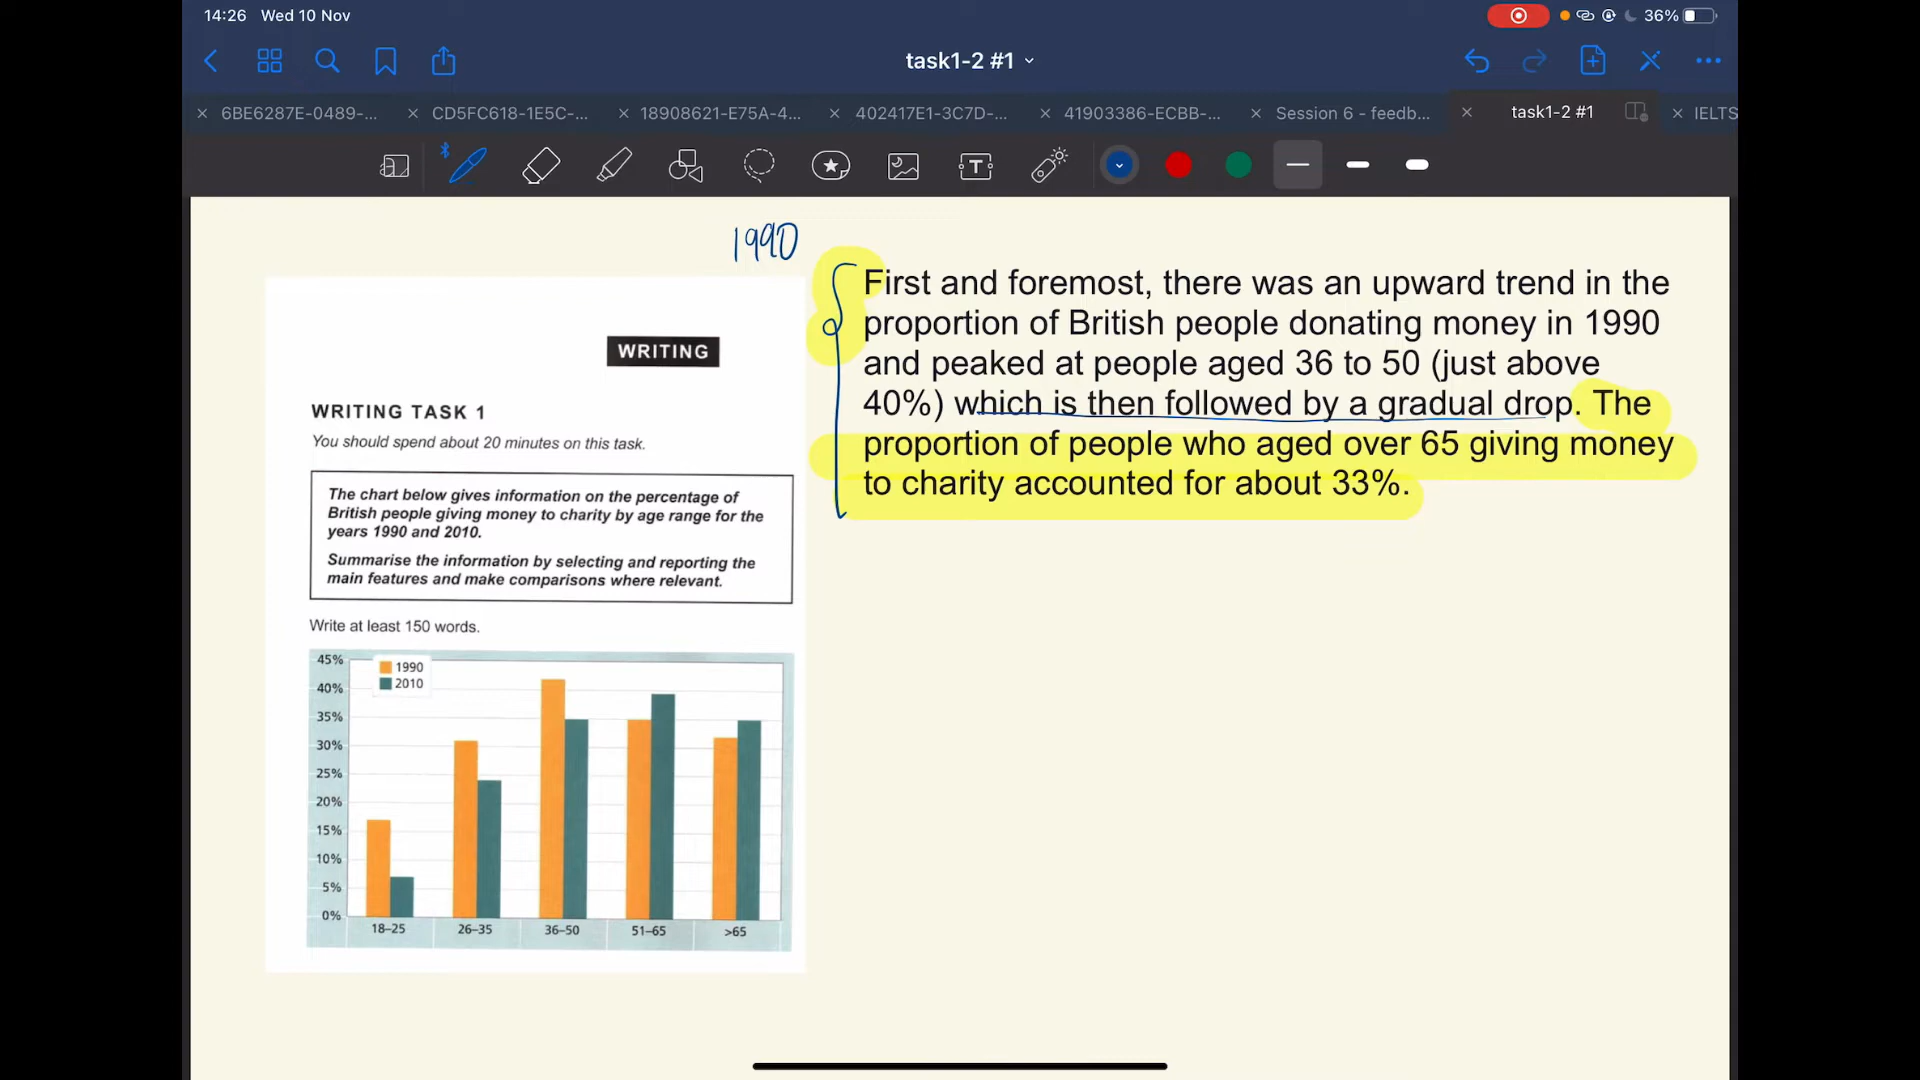 14:26 Wed 10 Nov
36%
task1-2 #1
6BE6287E-0489-...
CD5FC618-1E5C-...
18908621-E75A-4...
402417E1-3C7D-...
41903386-ECBB-...
Session 6 - feedb...
task1-2 #1
IELTS
1990
First and foremost, there was an upward trend in the
proportion of British people donating money in 1990
and peaked at people aged 36 to 50 (just above
40%) which is then followed by a gradual drop. The
proportion of people who aged over 65 giving money
to charity accounted for about 33%.
WRITING
WRITING TASK 1
You should spend about 20 minutes on this task.
The chart below gives information on the percentage of
British people giving money to charity by age range for the
years 1990 and 2010.
Summarise the information by selecting and reporting the
main features and make comparisons where relevant.
Write at least 150 words.
45%
1990
2010
40%
35%
30%
25%
20%
15%
10%
5%
0%
18–25 26–35 36–50 51–65 >65